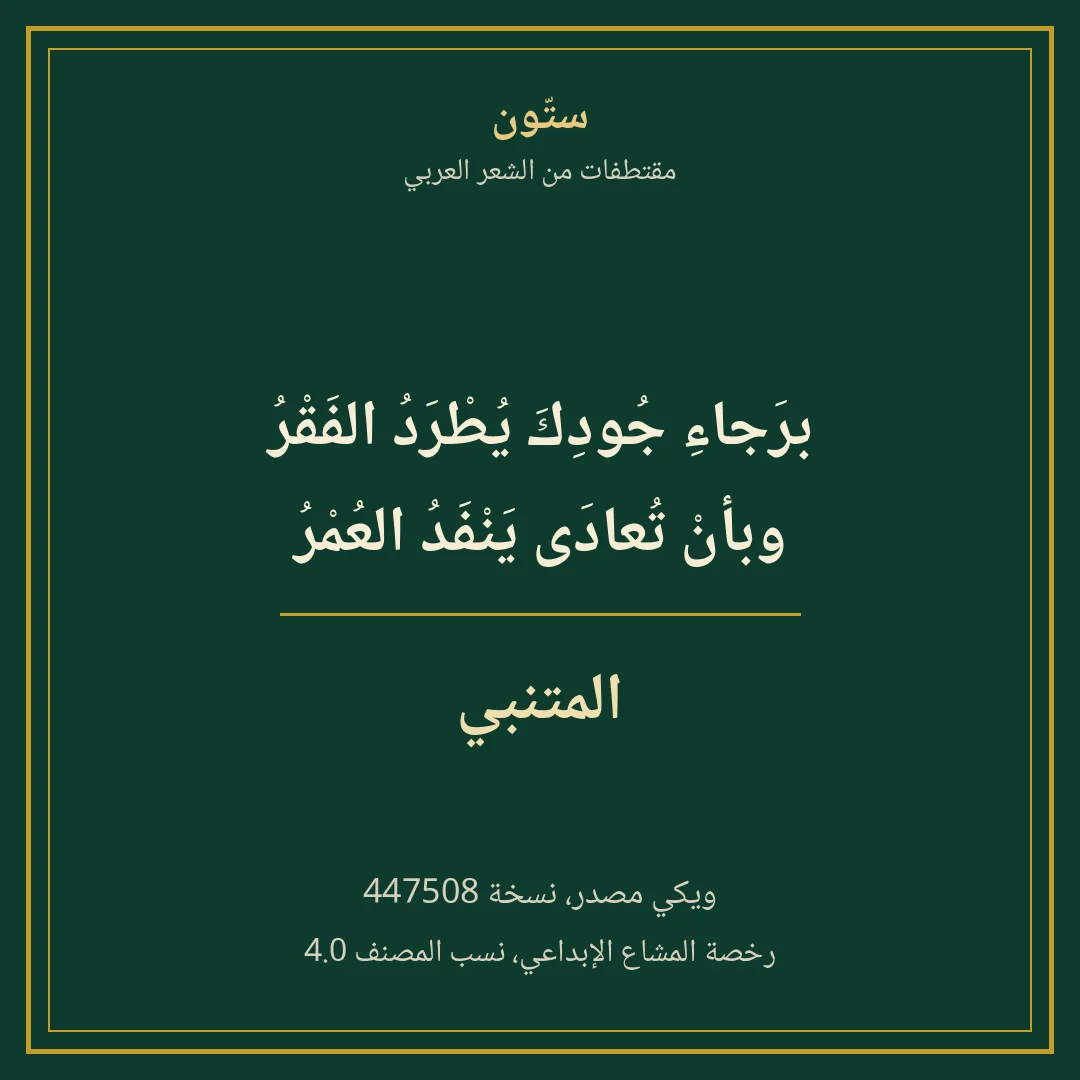 ستّون
مقتطفات من الشعر العربي
برَجاءِ جُودِكَ يُطْرَدُ الفَقْرُ
وبأنْ تُعادَى يَنْفَدُ العُمْرُ
المتنبي
ويكي مصدر، نسخة 447508
رخصة المشاع الإبداعي، نسب المصنف 4.0